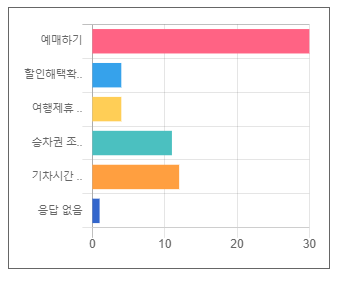 예매하기
할인해택확..
여행제휴 ..
승차권 조..
기차시간 ..
응답 없음
0 10 20 30